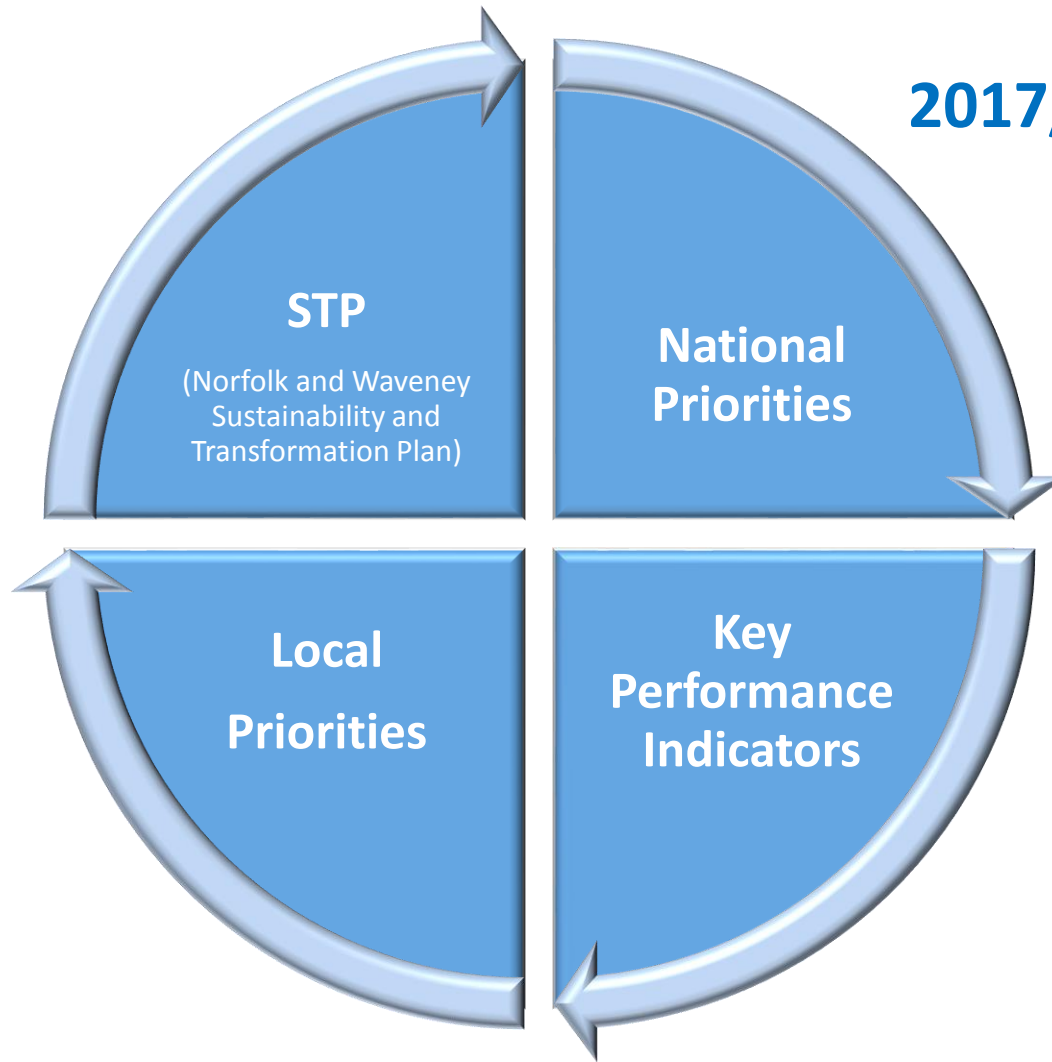 2017/
STP
(Norfolk and Waveney
Sustainability and
Transformation Plan)
National
Priorities
Local
Priorities
Key
Performance
Indicators